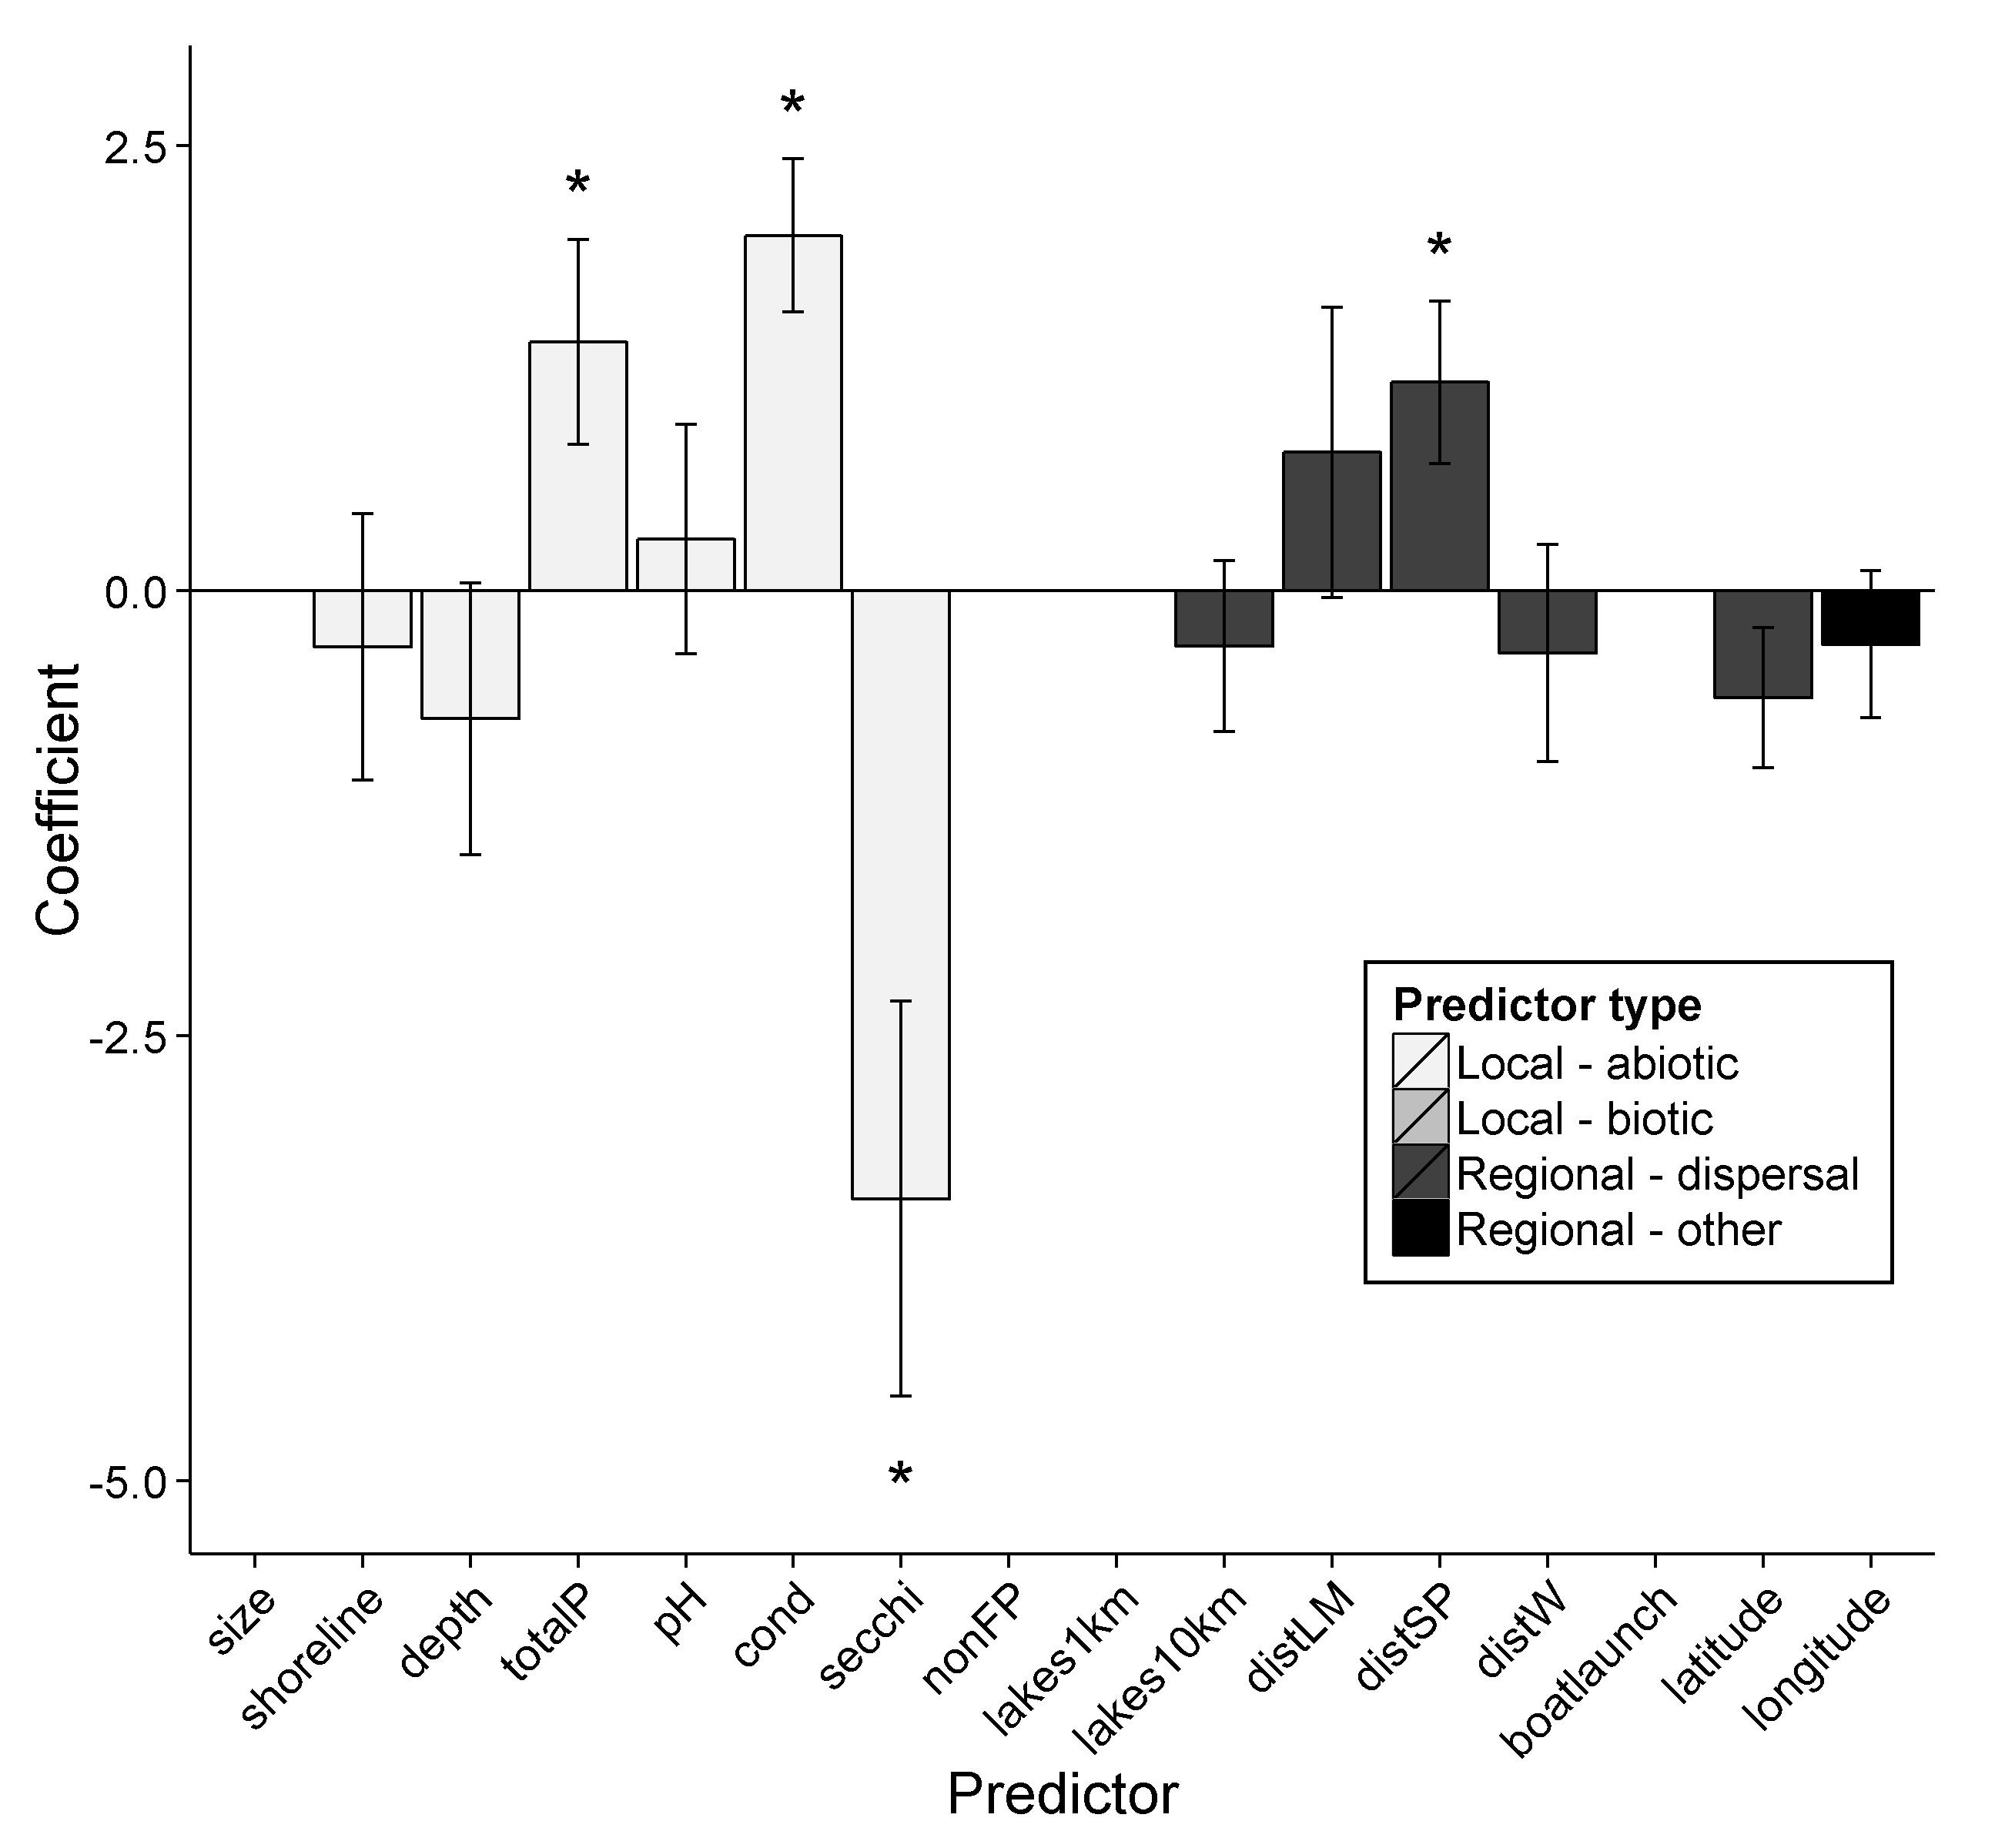 *
*
*
*
2.5
0.0
-2.5
-5.0
Coefficient
Predictor type
Local - abiotic
Local - biotic
Regional - dispersal
Regional - other
size
shoreline
depth
totalP
pH
cond
secchi
nonFP
lakes1km
lakes10km
distLM
distSP
distW
boatlaunch
latitude
longitude
Predictor